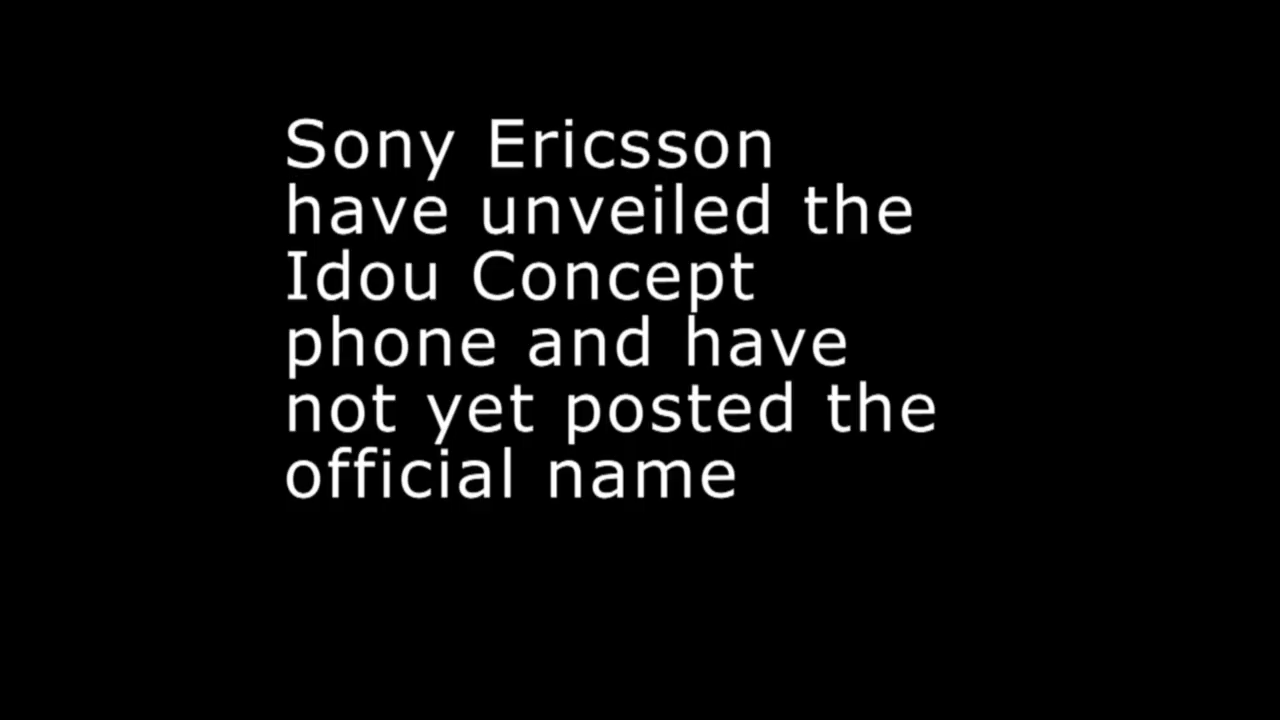 Sony Ericsson
have unveiled the
Idou Concept
phone and have
not yet posted the
official name